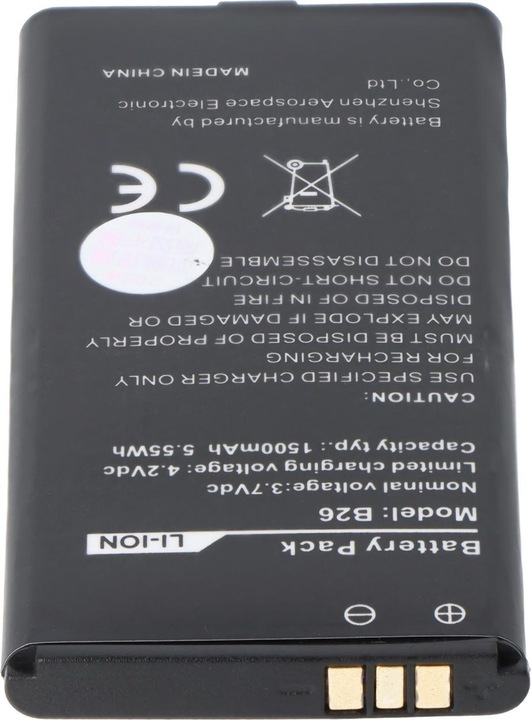 Battery Pack LI-ION
Model: B26
Nominal voltage:3.7Vdc
Limited charging voltage: 4.2Vdc
Capacity typ.: 1500mAh 5.55Wh
CAUTION:
USE SPECIFIED CHARGER ONLY
FOR RECHARGING
MUST BE DISPOSED OF PROPERLY
MAY EXPLODE IF DAMAGED OR
DISPOSED OF IN FIRE
DO NOT SHORT-CIRCUIT
DO NOT DISASSEMBLE
CE
Battery is manufactured by
Shenzhen Aerospace Electronic
Co.,.Ltd
MADEIN CHINA